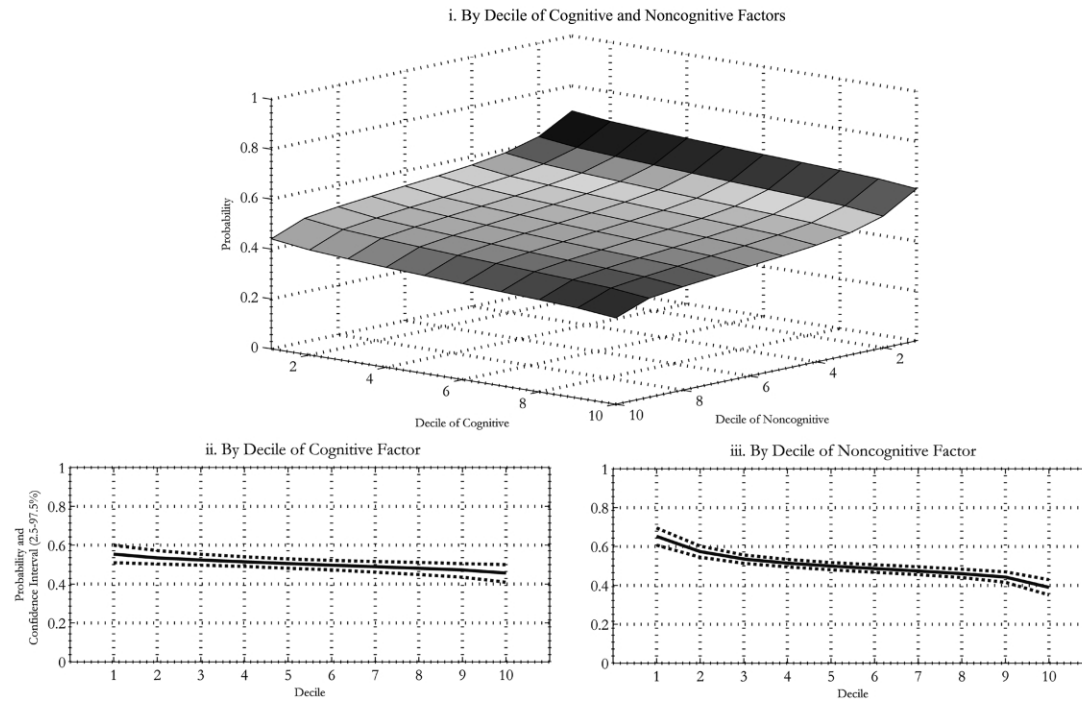 i. By Decile of Cognitive and Noncognitive Factors
1
0.8
0.6
0.4
0.2
0
Probability
2
4
6
8
10
Decile of Cognitive
10
8
6
4
2
Decile of Noncognitive
ii. By Decile of Cognitive Factor
1
0.8
0.6
0.4
0.2
0
Probability and
Confidence Interval (2.5-97.5%)
1 2 3 4 5 6 7 8 9 10
Decile
iii. By Decile of Noncognitive Factor
1
0.8
0.6
0.4
0.2
0
1 2 3 4 5 6 7 8 9 10
Decile